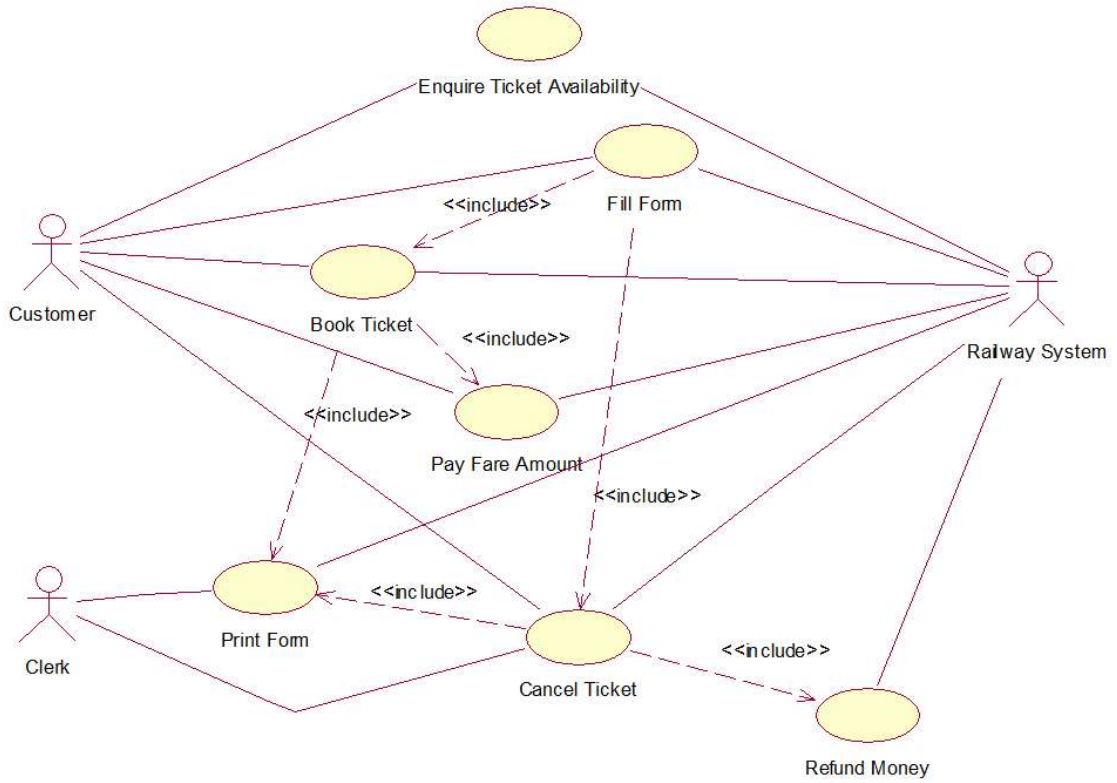 Enquire Ticket Availability
<<include>>
Fill Form
Customer
Book Ticket
<<include>>
Railway System
<<include>>
Pay Fare Amount
<<include>>
<<include>>
Print Form
Clerk
<<include>>
Cancel Ticket
Refund Money